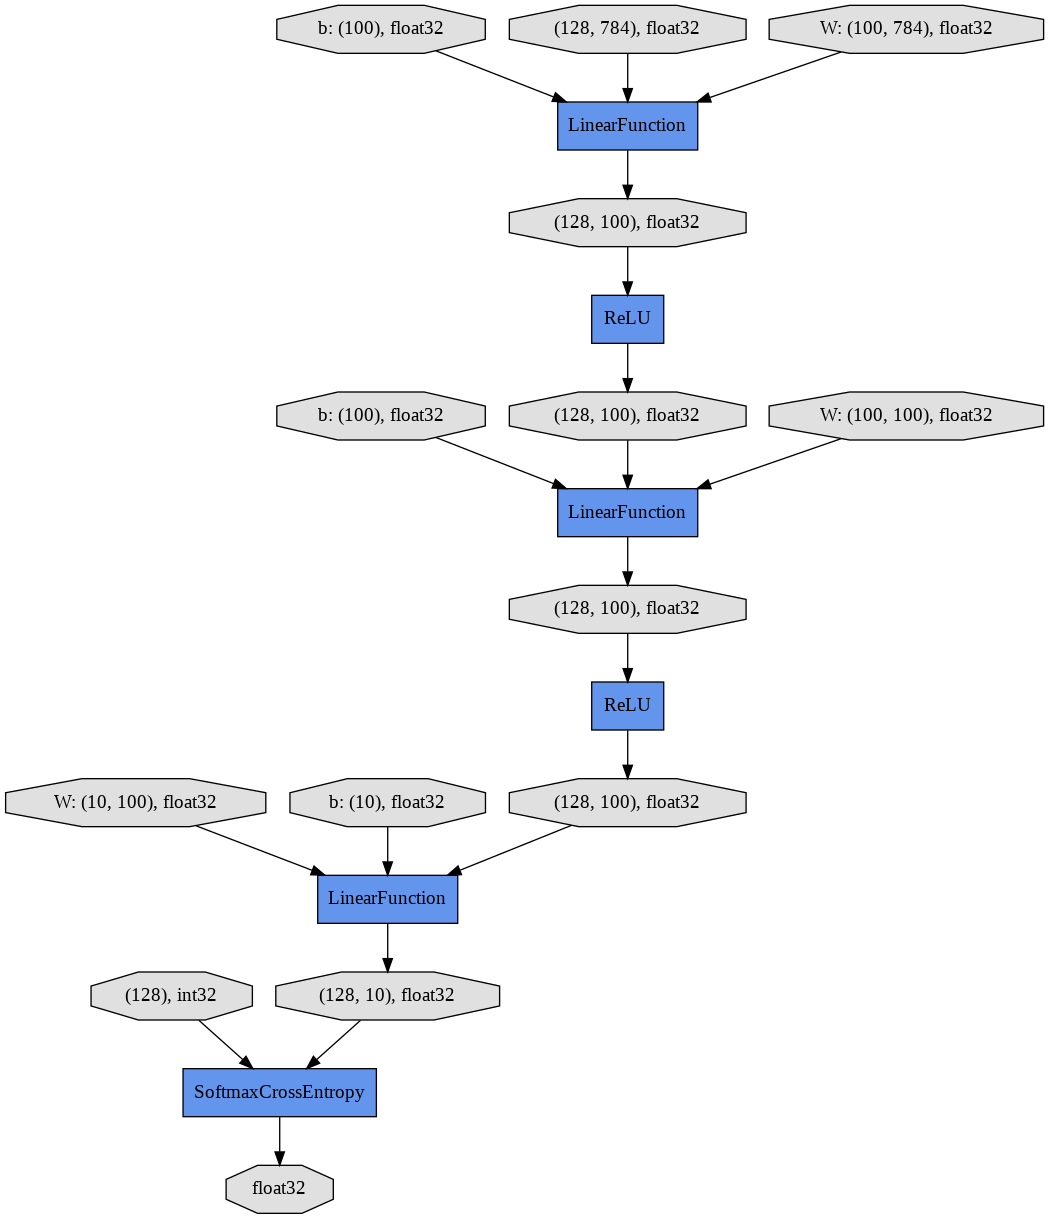 b: (100), float32
(128, 784), float32
W: (100, 784), float32
LinearFunction
(128, 100), float32
ReLU
b: (100), float32
(128, 100), float32
W: (100, 100), float32
LinearFunction
(128, 100), float32
ReLU
W: (10, 100), float32
b: (10), float32
(128, 100), float32
LinearFunction
(128), int32
(128, 10), float32
SoftmaxCrossEntropy
float32